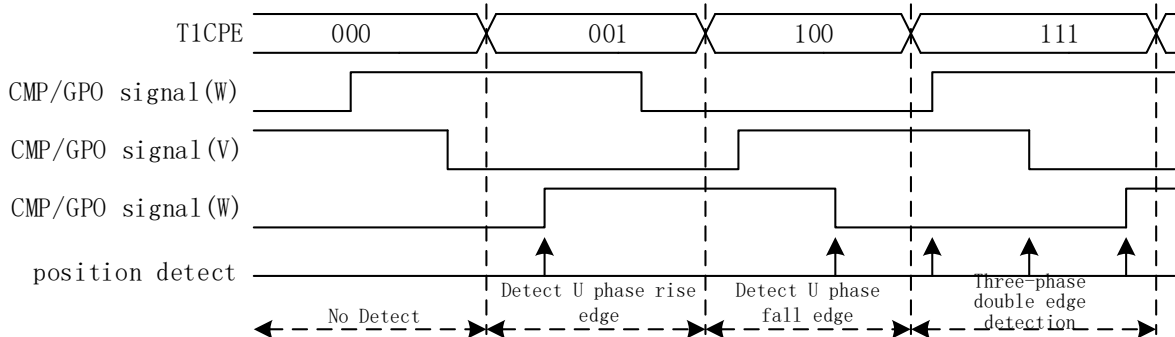 T1CPE 000 001 100 111
CMP/GPO signal(W)
CMP/GPO signal(V)
CMP/GPO signal(W)
position detect
No Detect
Detect U phase rise
edge
Detect U phase
fall edge
Three-phase
double edge
detection